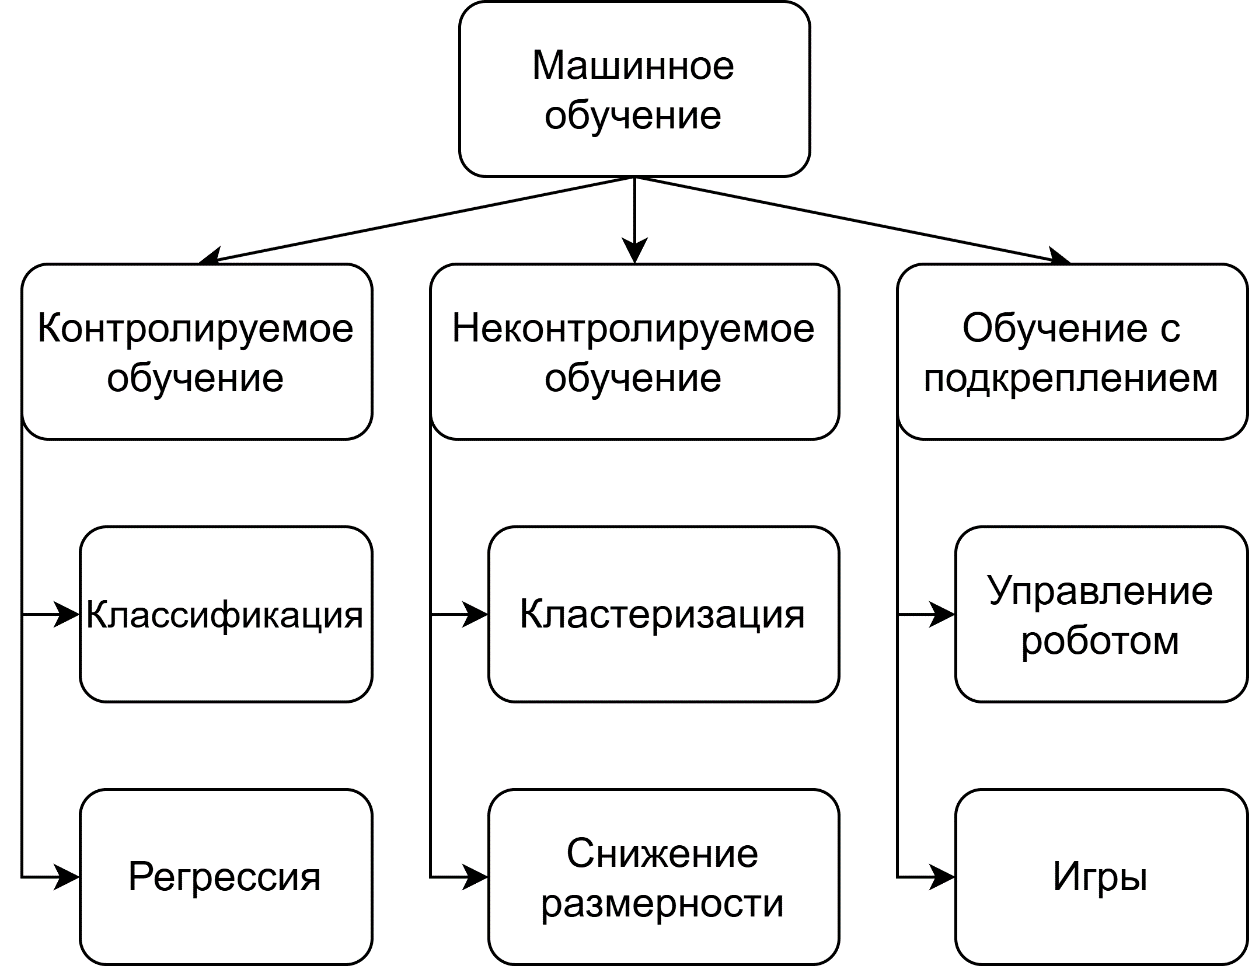 Машинное
обучение
Контролируемое
обучение
Неконтролируемое
обучение
Обучение с
подкреплением
Классификация
Кластеризация
Управление
роботом
Регрессия
Снижение
размерности
Игры